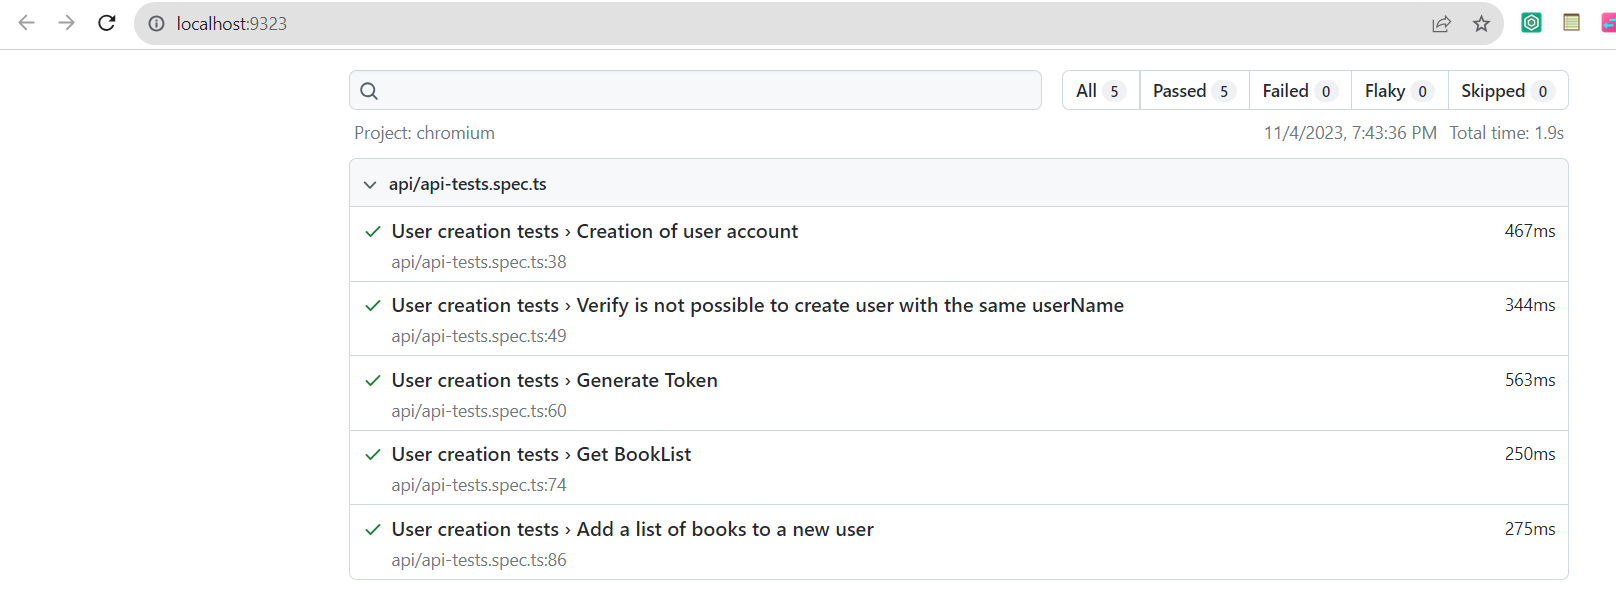 localhost:9323
All 5 Passed 5 Failed 0 Flaky 0 Skipped 0
Project: chromium 11/4/2023, 7:43:36 PM Total time: 1.9s
api/api-tests.spec.ts
User creation tests › Creation of user account 467ms
api/api-tests.spec.ts:38
User creation tests › Verify is not possible to create user with the same userName 344ms
api/api-tests.spec.ts:49
User creation tests › Generate Token 563ms
api/api-tests.spec.ts:60
User creation tests › Get BookList 250ms
api/api-tests.spec.ts:74
User creation tests › Add a list of books to a new user 275ms
api/api-tests.spec.ts:86